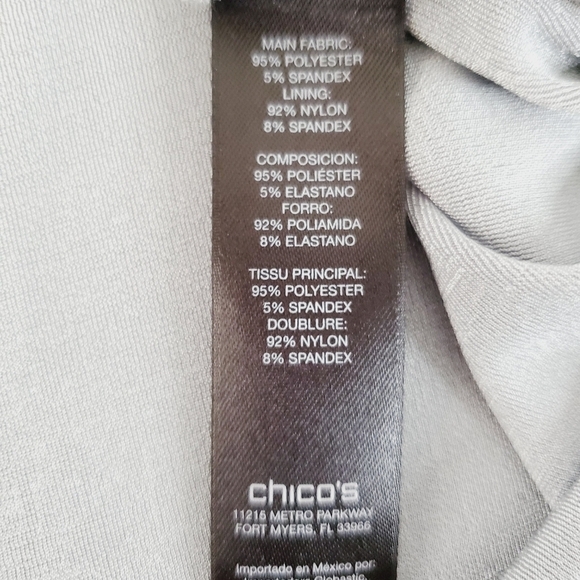 MAIN FABRIC:
95% POLYESTER
5% SPANDEX
LINING:
92% NYLON
8% SPANDEX
COMPOSICION:
95% POLIÉSTER
5% ELASTANO
FORRO:
92% POLIAMIDA
8% ELASTANO
TISSU PRINCIPAL:
95% POLYESTER
5% SPANDEX
DOUBLURE:
92% NYLON
8% SPANDEX
chico's
11215 METRO PARKWAY
FORT MYERS, FL 33966
Importado en México por: